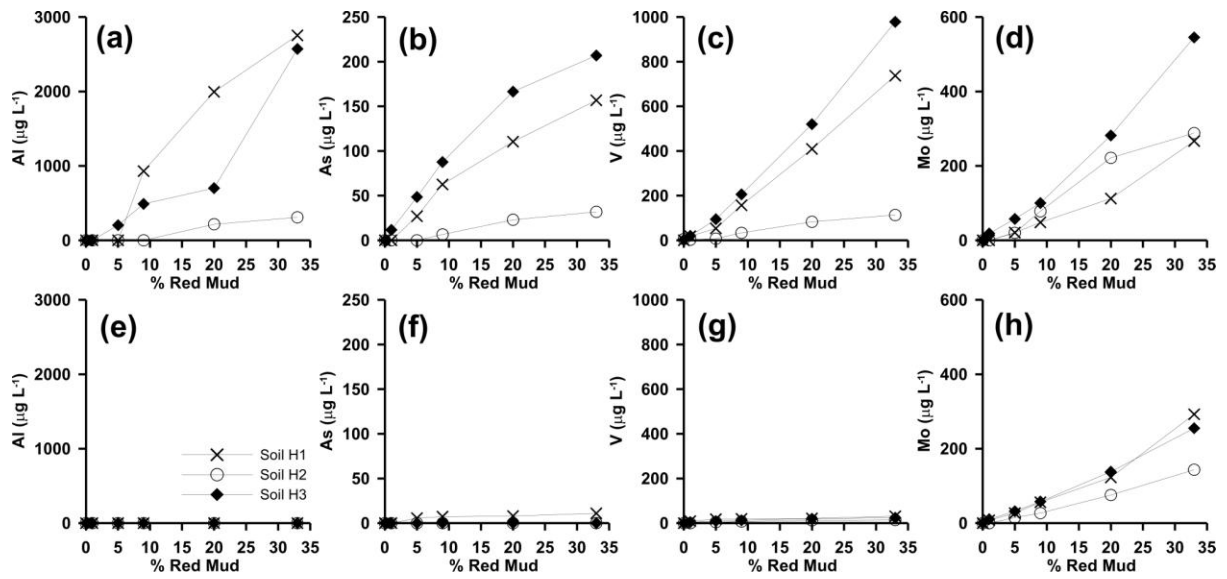 (a)
Al (µg L⁻¹)
3000
2000
1000
0
0 5 10 15 20 25 30 35
% Red Mud
(b)
As (µg L⁻¹)
250
200
150
100
50
0
0 5 10 15 20 25 30 35
% Red Mud
(c)
V (µg L⁻¹)
1000
800
600
400
200
0
0 5 10 15 20 25 30 35
% Red Mud
(d)
Mo (µg L⁻¹)
600
400
200
0
0 5 10 15 20 25 30 35
% Red Mud
(e)
Al (µg L⁻¹)
3000
2000
1000
0
Soil H1
Soil H2
Soil H3
0 5 10 15 20 25 30 35
% Red Mud
(f)
As (µg L⁻¹)
250
200
150
100
50
0
0 5 10 15 20 25 30 35
% Red Mud
(g)
V (µg L⁻¹)
1000
800
600
400
200
0
0 5 10 15 20 25 30 35
% Red Mud
(h)
Mo (µg L⁻¹)
600
400
200
0
0 5 10 15 20 25 30 35
% Red Mud